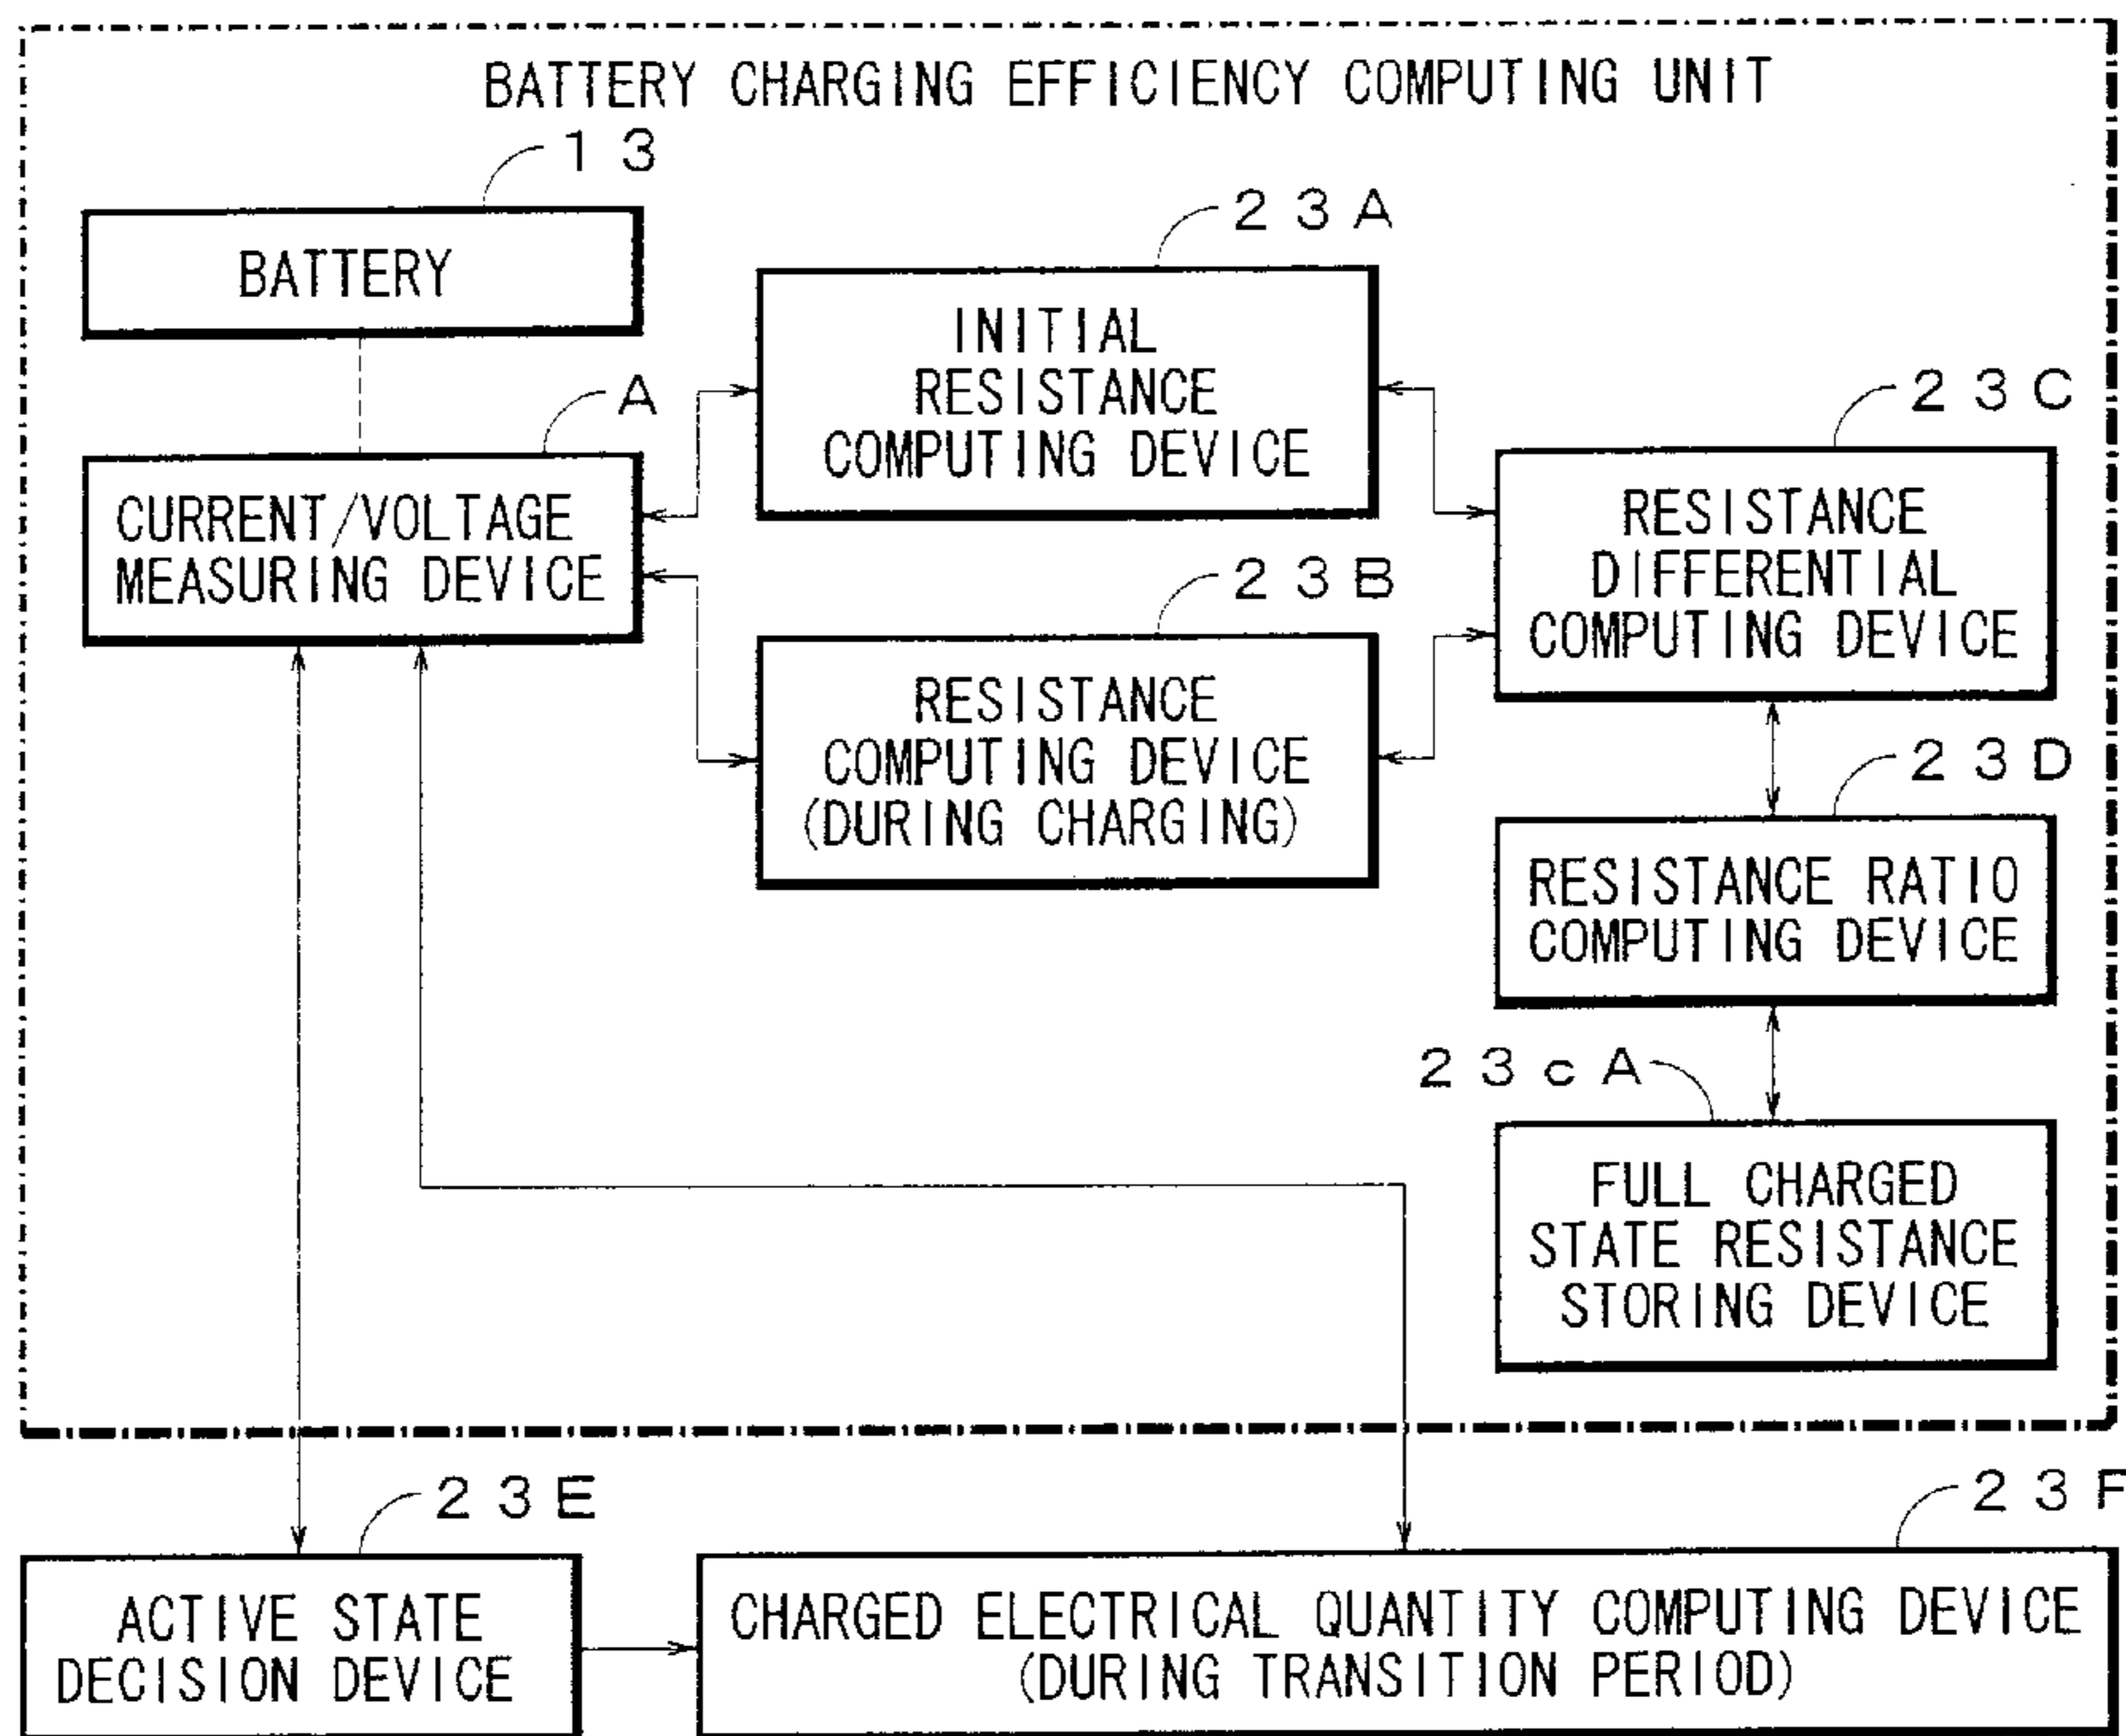 BATTERY CHARGING EFFICIENCY COMPUTING UNIT
13
BATTERY
A
CURRENT/VOLTAGE
MEASURING DEVICE
23A
INITIAL
RESISTANCE
COMPUTING DEVICE
23B
RESISTANCE
COMPUTING DEVICE
(DURING CHARGING)
23C
RESISTANCE
DIFFERENTIAL
COMPUTING DEVICE
23D
RESISTANCE RATIO
COMPUTING DEVICE
23cA
FULL CHARGED
STATE RESISTANCE
STORING DEVICE
23E
ACTIVE STATE
DECISION DEVICE
23F
CHARGED ELECTRICAL QUANTITY COMPUTING DEVICE
(DURING TRANSITION PERIOD)